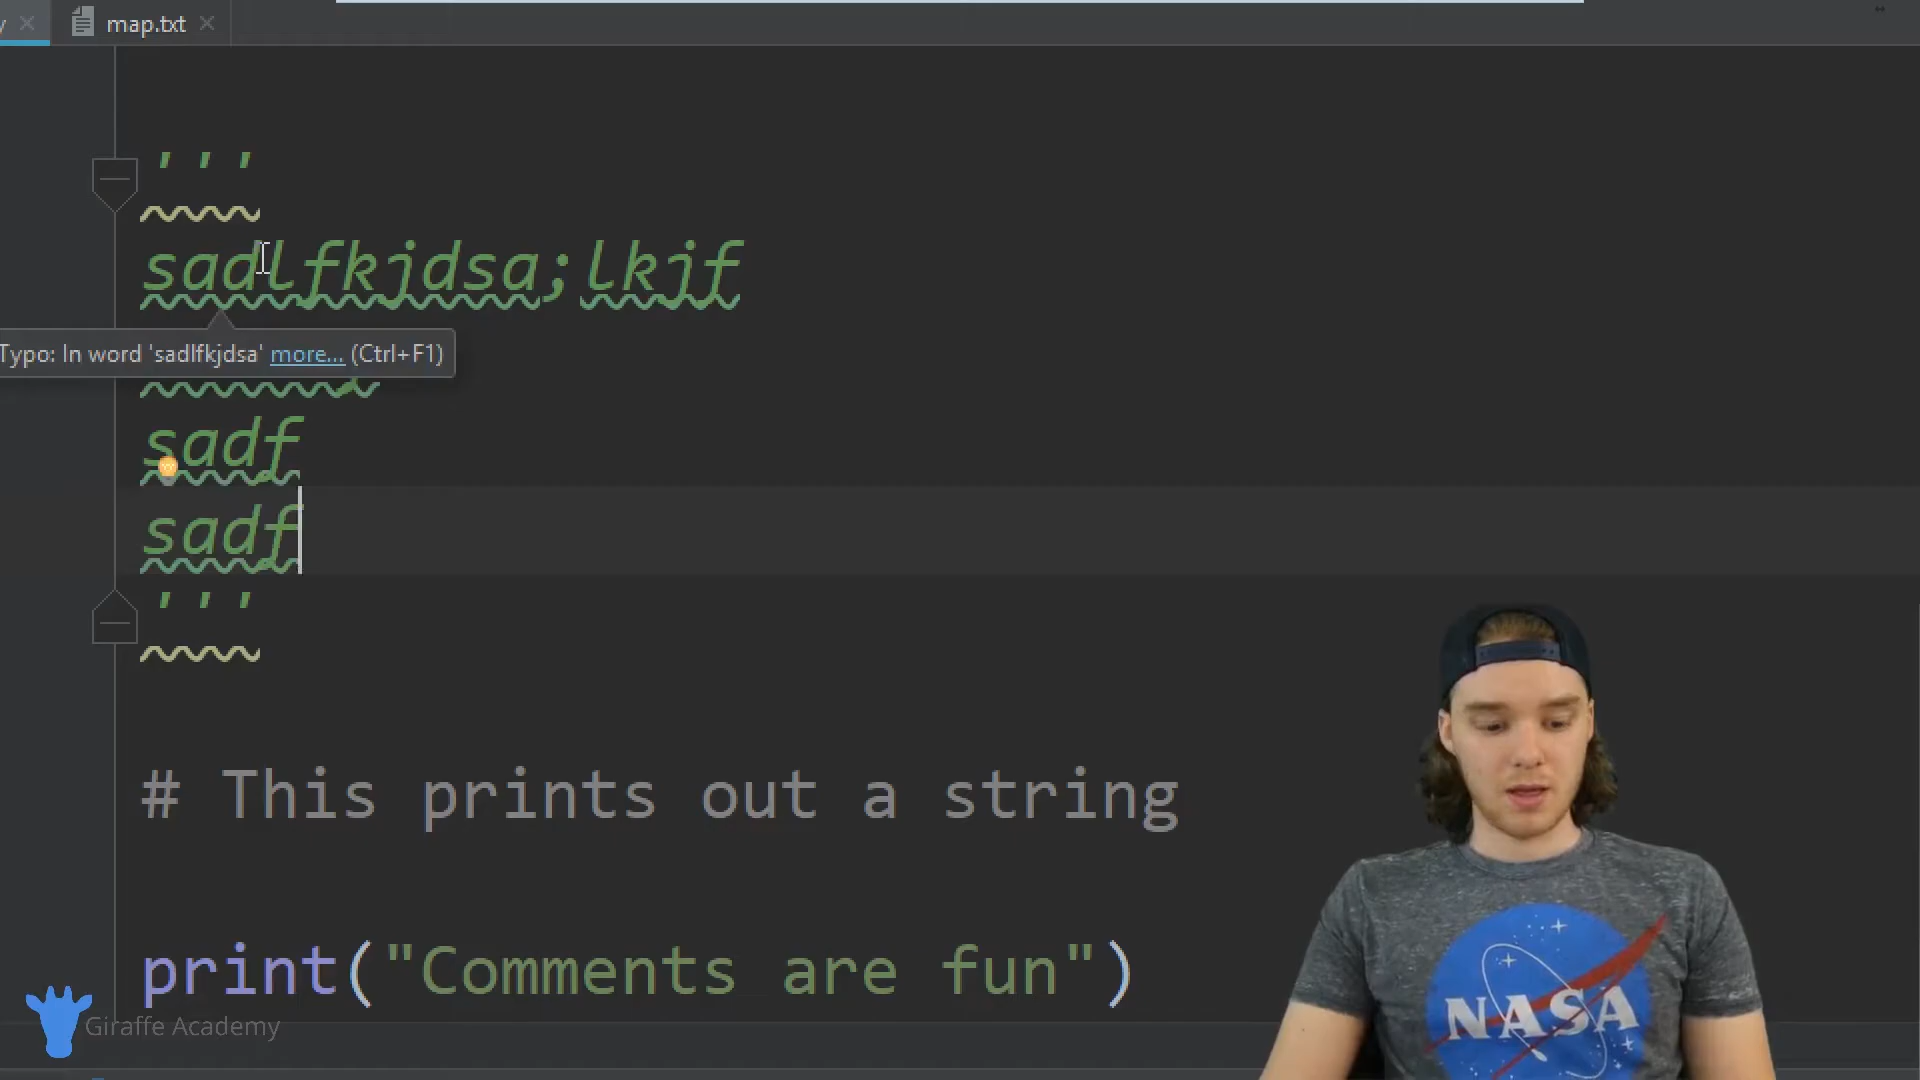 map.txt
'''
sadlfkjdsa;lkjf
Typo: In word 'sadlfkjdsa' more... (Ctrl+F1)
sadf
sadf
'''
# This prints out a string
print("Comments are fun")
NASA
Giraffe Academy